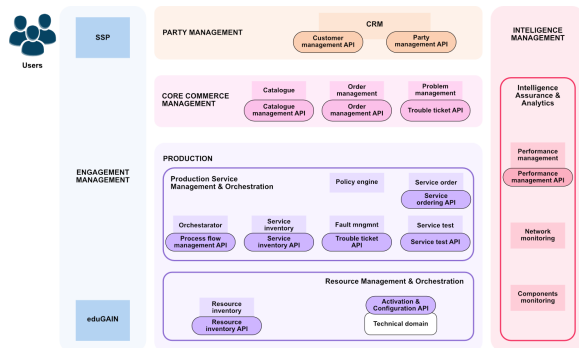 Users
SSP
ENGAGEMENT
MANAGEMENT
eduGAIN
PARTY MANAGEMENT
CRM
Customer
management API
Party
management API
CORE COMMERCE
MANAGEMENT
Catalogue
Catalogue
management API
Order
management
Order
management API
Problem
management
Trouble ticket API
PRODUCTION
Production Service
Management & Orchestration
Policy engine
Service order
Service
ordering API
Orchestarator
Process flow
management API
Service
inventory
Service
inventory API
Fault mngmnt
Trouble ticket
API
Service test
Service test API
Resource Management & Orchestration
Resource
inventory
Resource
inventory API
Activation &
Configuration API
Technical domain
INTELIGENCE
MANAGEMENT
Intelligence
Assurance &
Analytics
Performance
management
Performance
management API
Network
monitoring
Components
monitoring